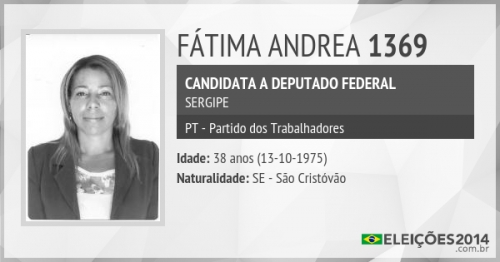 FÁTIMA ANDREA 1369
CANDIDATA A DEPUTADO FEDERAL
SERGIPE
PT - Partido dos Trabalhadores
Idade: 38 anos (13-10-1975)
Naturalidade: SE - São Cristóvão
ELEIÇÕES2014
.com.br